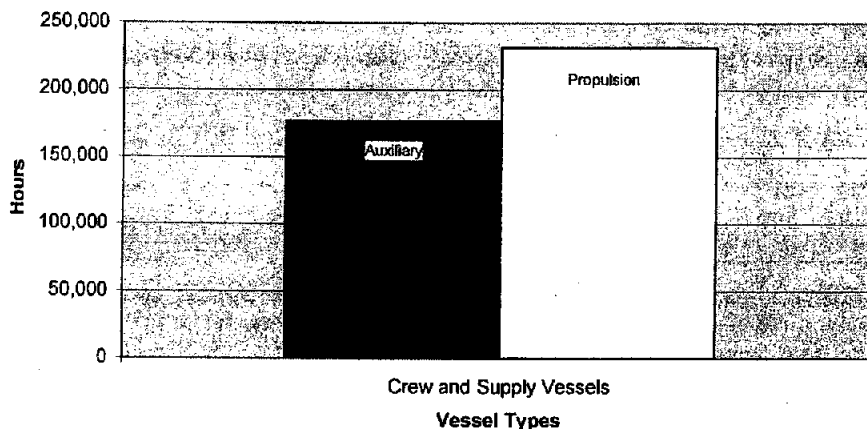 250,000
200,000
150,000
100,000
50,000
0
Hours
Auxiliary
Propulsion
Crew and Supply Vessels
Vessel Types